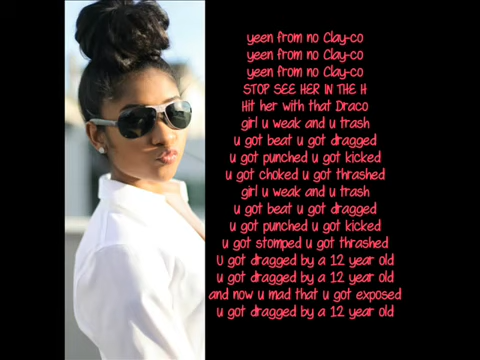 yeen from no Clay-co
yeen from no Clay-co
yeen from no Clay-co
STOP SEE HER IN THE H
Hit her with that Draco
girl u weak and u trash
u got beat u got dragged
u got punched u got kicked
u got choked u got thrashed
girl u weak and u trash
u got beat u got dragged
u got punched u got kicked
u got stomped u got thrashed
U got dragged by a 12 year old
u got dragged by a 12 year old
and now u mad that u got exposed
u got dragged by a 12 year old